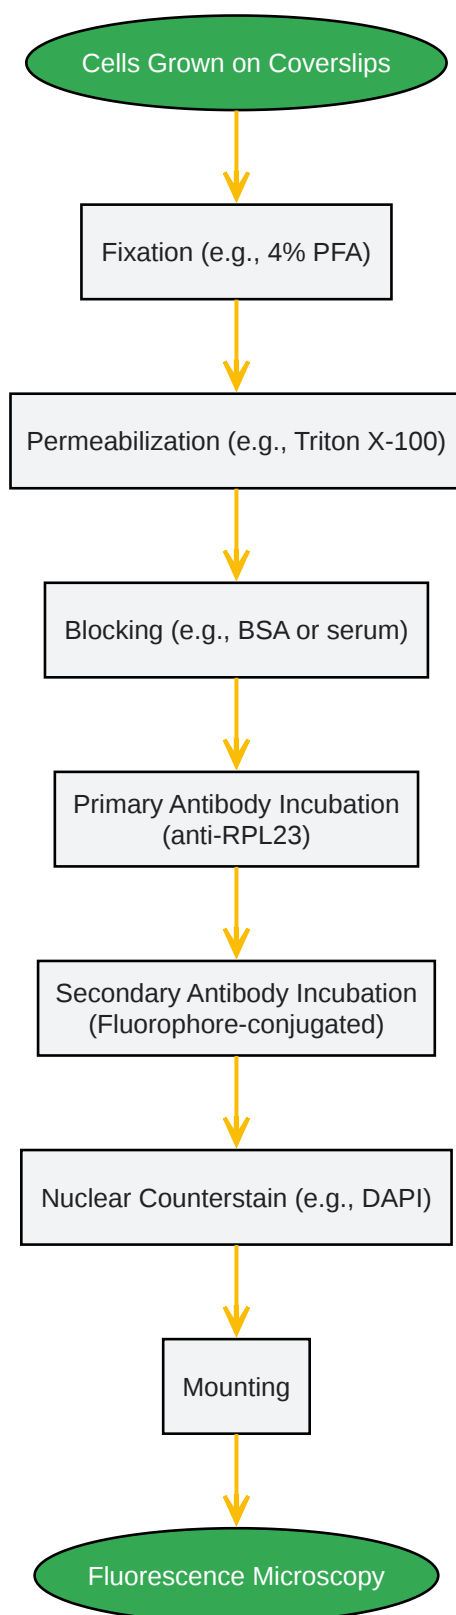 Cells Grown on Coverslips
Fixation (e.g., 4% PFA)
Permeabilization (e.g., Triton X-100)
Blocking (e.g., BSA or serum)
Primary Antibody Incubation
(anti-RPL23)
Secondary Antibody Incubation
(Fluorophore-conjugated)
Nuclear Counterstain (e.g., DAPI)
Mounting
Fluorescence Microscopy